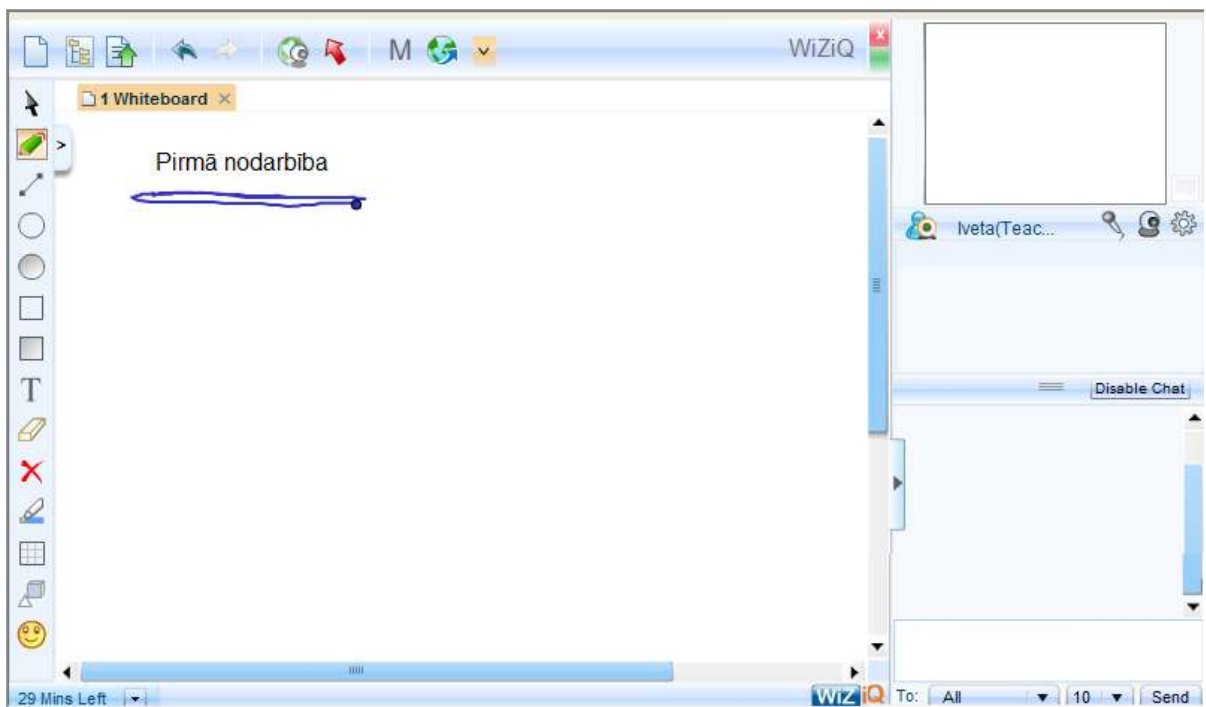 M
WiZiQ
1 Whiteboard
Pirmā nodarbība
Iveta(Teac...
Disable Chat
T
29 Mins Left
WiZiQ
To: All 10 Send